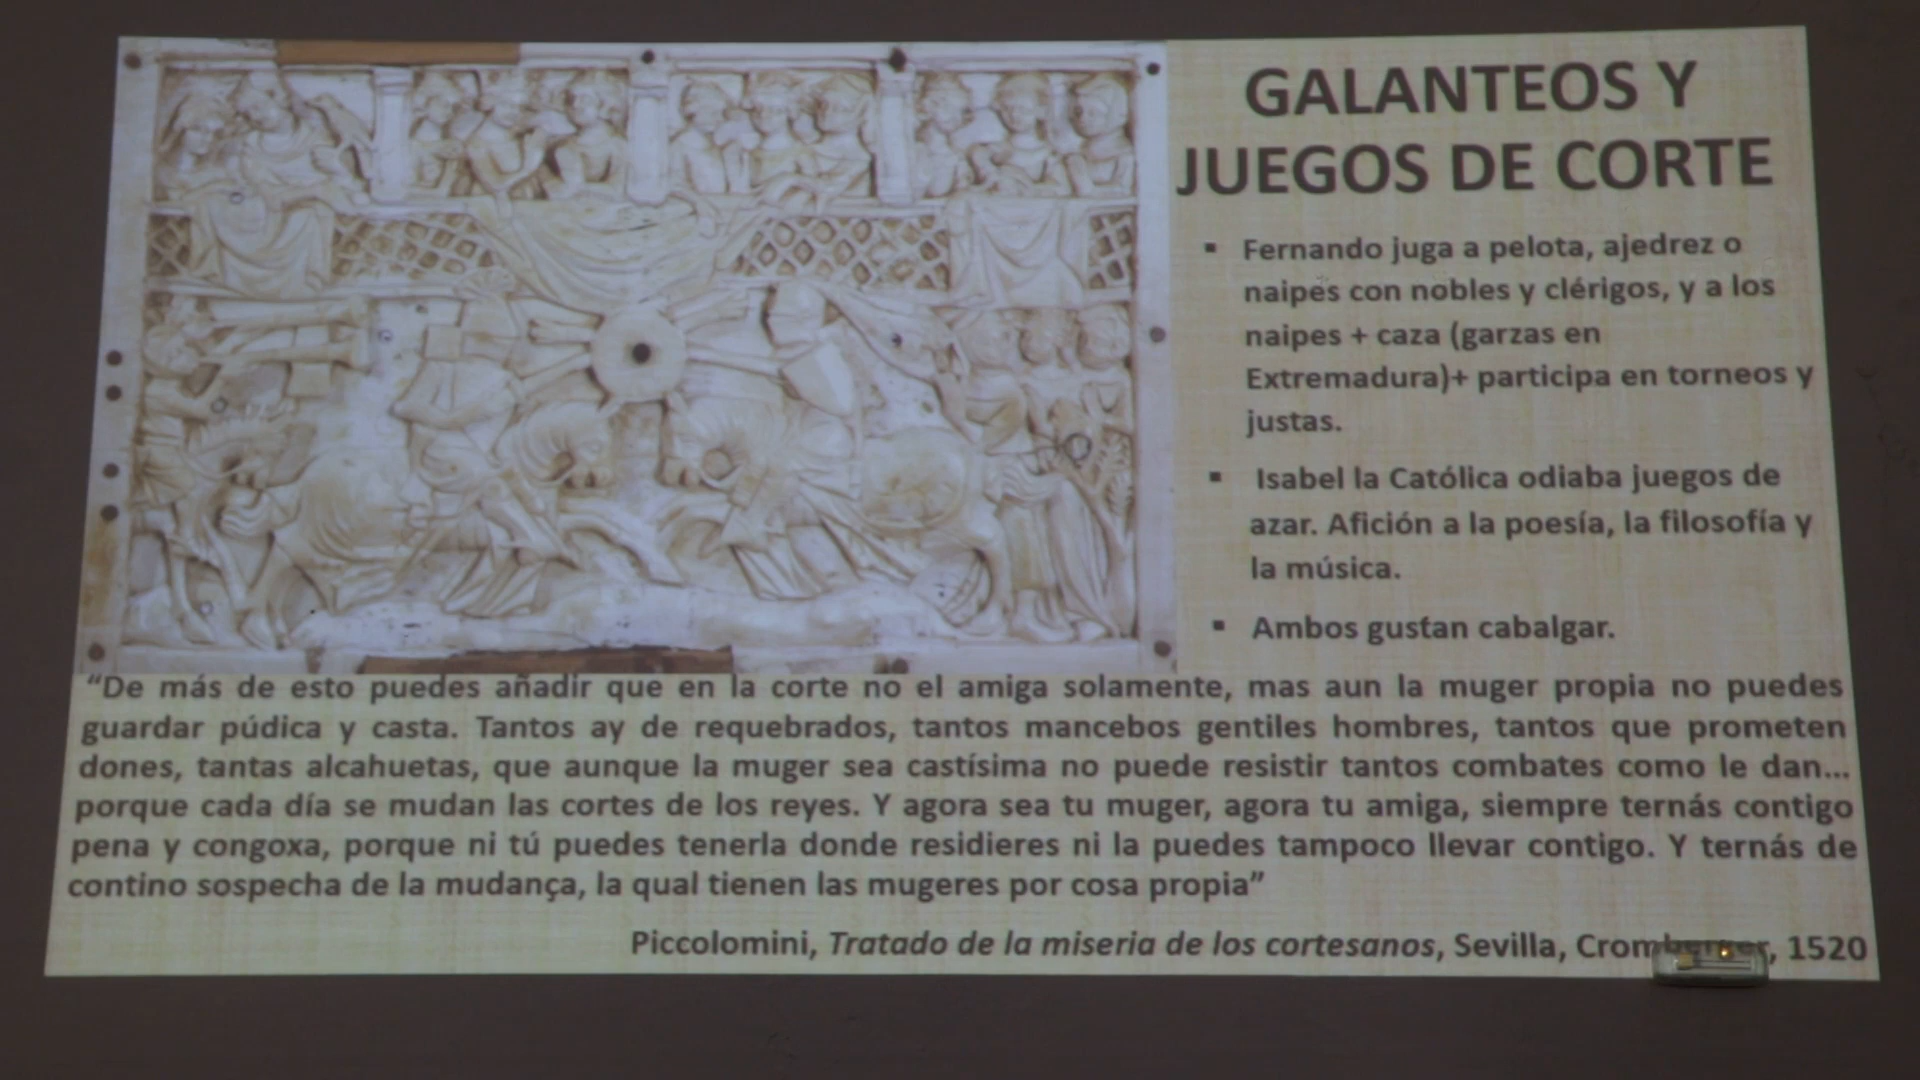 GALANTEOS Y
JUEGOS DE CORTE
▪ Fernando juga a pelota, ajedrez o
naipes con nobles y clérigos, y a los
naipes + caza (garzas en
Extremadura)+ participa en torneos y
justas.
▪ Isabel la Católica odiaba juegos de
azar. Afición a la poesía, la filosofía y
la música.
▪ Ambos gustan cabalgar.
“De más de esto puedes añadir que en la corte no el amiga solamente, mas aun la muger propia no puedes
guardar púdica y casta. Tantos ay de requebrados, tantos mancebos gentiles hombres, tantos que prometen
dones, tantas alcahuetas, que aunque la muger sea castísima no puede resistir tantos combates como le dan...
porque cada día se mudan las cortes de los reyes. Y agora sea tu muger, agora tu amiga, siempre ternás contigo
pena y congoxa, porque ni tú puedes tenerla donde residieres ni la puedes tampoco llevar contigo. Y ternás de
contino sospecha de la mudança, la qual tienen las mugeres por cosa propia”
Piccolomini, Tratado de la miseria de los cortesanos, Sevilla, Cromberger, 1520